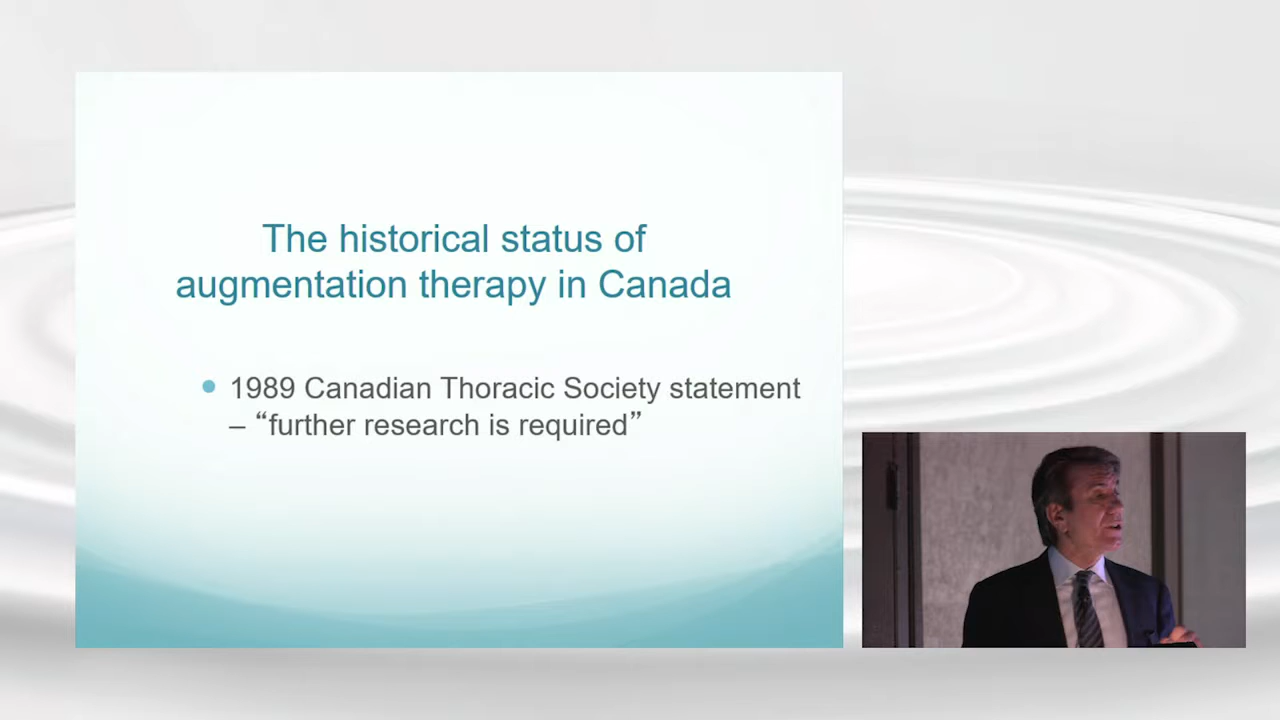 The historical status of
augmentation therapy in Canada
1989 Canadian Thoracic Society statement
– “further research is required”